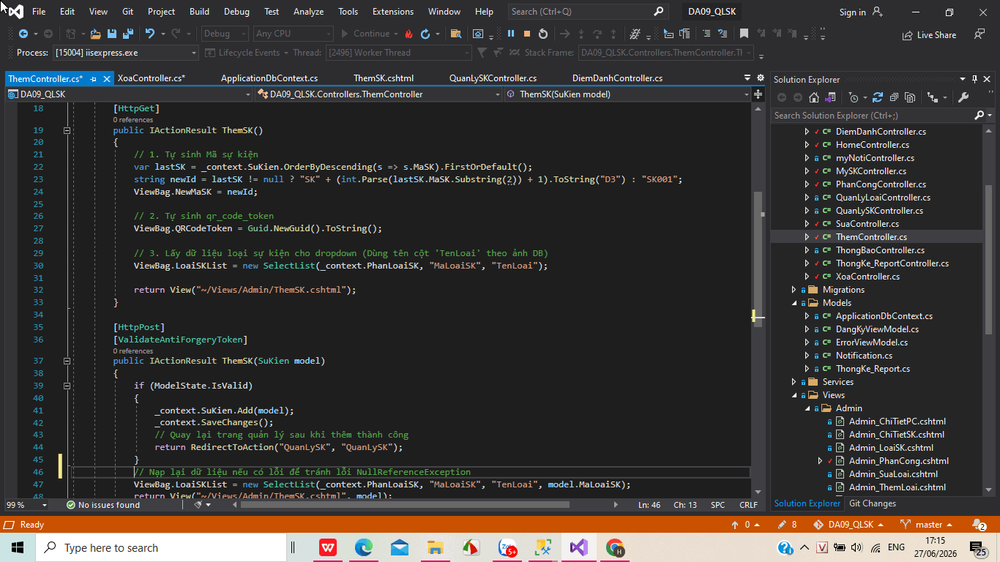 File Edit View Git Project Build Debug Test Analyze Tools Extensions Window Help Search (Ctrl+Q) DA09_QLSK Sign in
Debug Any CPU Continue
Live Share
Process: [15004] iisexpress.exe Lifecycle Events Thread: [2496] Worker Thread Stack Frame: DA09_QLSK.Controllers.ThemController.Tł
ThemController.cs* XoaController.cs* ApplicationDbContext.cs ThemSK.cshtml QuanLySKController.cs DiemDanhController.cs
DA09_QLSK DA09_QLSK.Controllers.ThemController ThemSK(SuKien model)
18 [HttpGet]
0 references
19 public IActionResult ThemSK()
20 {
21 // 1. Tự sinh Mã sự kiện
22 var lastSK = _context.SuKien.OrderByDescending(s => s.MaSK).FirstOrDefault();
23 string newId = lastSK != null ? "SK" + (int.Parse(lastSK.MaSK.Substring(2)) + 1).ToString("D3") : "SK001";
24 ViewBag.NewMaSK = newId;
25
26 // 2. Tự sinh qr_code_token
27 ViewBag.QRCodeToken = Guid.NewGuid().ToString();
28
29 // 3. Lấy dữ liệu loại sự kiện cho dropdown (Dùng tên cột 'TenLoai' theo ảnh DB)
30 ViewBag.LoaiSKList = new SelectList(_context.PhanLoaiSK, "MaLoaiSK", "TenLoai");
31
32 return View("~/Views/Admin/ThemSK.cshtml");
33 }
34
35 [HttpPost]
36 [ValidateAntiForgeryToken]
0 references
37 public IActionResult ThemSK(SuKien model)
38 {
39 if (ModelState.IsValid)
40 {
41 _context.SuKien.Add(model);
42 _context.SaveChanges();
43 // Quay lại trang quản lý sau khi thêm thành công
44 return RedirectToAction("QuanLySK", "QuanLySK");
45 }
46 // Nạp lại dữ liệu nếu có lỗi để tránh lỗi NullReferenceException
47 ViewBag.LoaiSKList = new SelectList(_context.PhanLoaiSK, "MaLoaiSK", "TenLoai", model.MaLoaiSK);
48 return View("~/Views/Admin/ThemSK.cshtml", model);
99 % No issues found Ln: 46 Ch: 13 SPC CRLF
Solution Explorer
Search Solution Explorer (Ctrl+;)
C# DiemDanhController.cs
C# HomeController.cs
C# myNotiController.cs
C# MySKController.cs
C# PhanCongController.cs
C# QuanLyLoaiController.cs
C# QuanLySKController.cs
C# SuaController.cs
C# ThemController.cs
C# ThongBaoController.cs
C# ThongKe_ReportController.cs
C# XoaController.cs
Migrations
Models
C# ApplicationDbContext.cs
C# DangKyViewModel.cs
C# ErrorViewModel.cs
C# Notification.cs
C# ThongKe_Report.cs
Services
Views
Admin
Admin_ChiTietPC.cshtml
Admin_ChiTietSK.cshtml
Admin_LoaiSK.cshtml
Admin_PhanCong.cshtml
Admin_SuaLoai.cshtml
Admin_ThemLoai.cshtml
Solution Explorer Git Changes
Ready 0 8 DA09_QLSK master 2
Type here to search
5+
H
ENG
17:15
27/06/2026
25